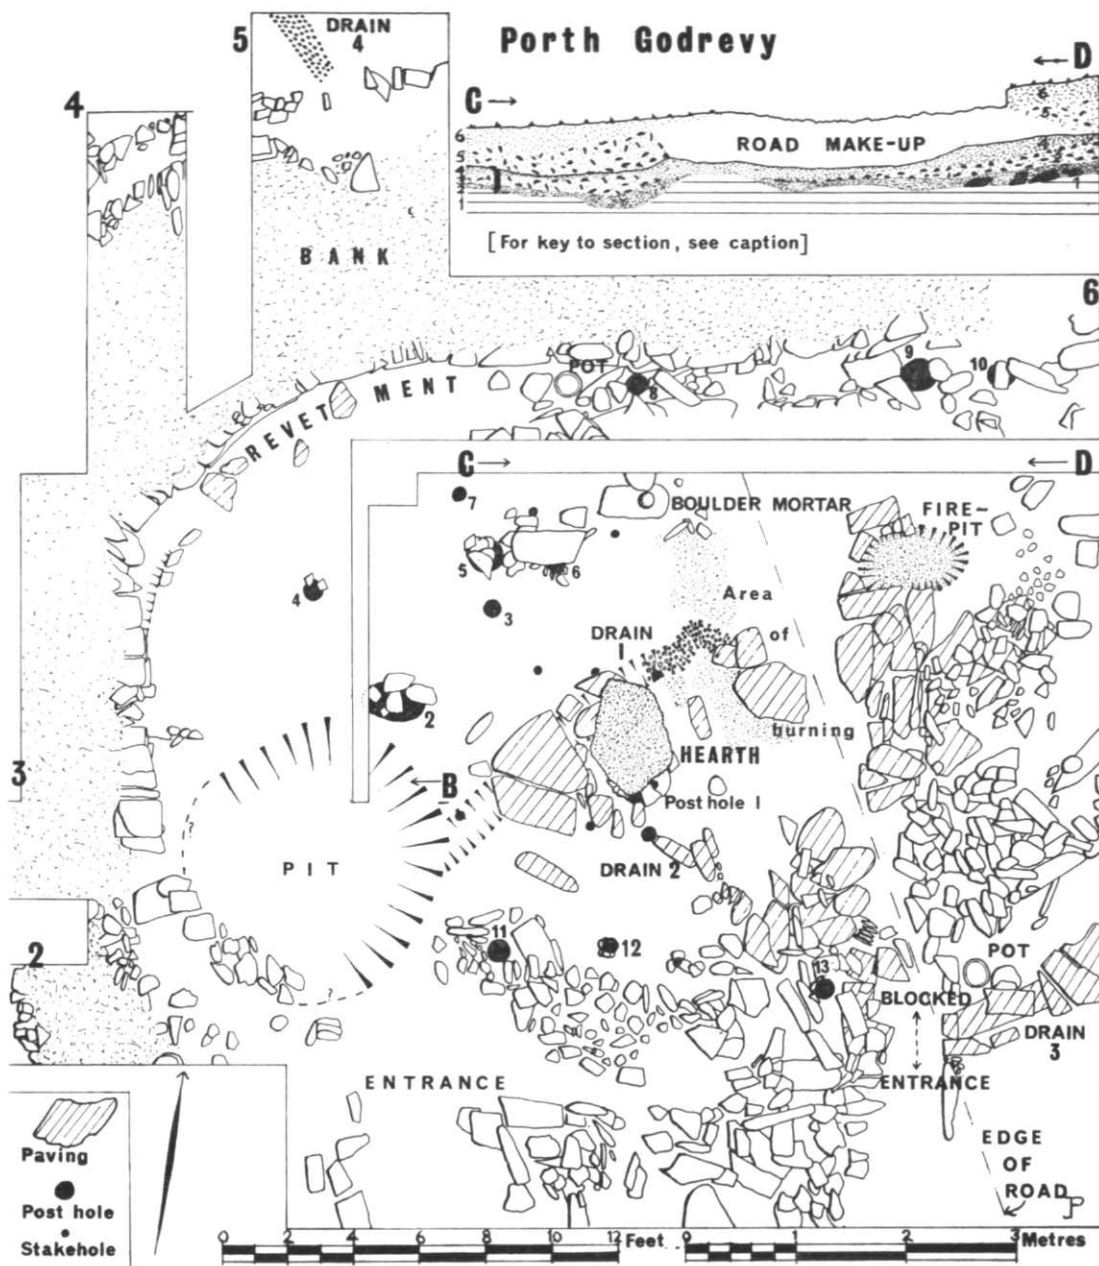 Porth Godrevy
5
DRAIN
4
4
C
D
6
5
6
5
ROAD MAKE-UP
4
1
1
[For key to section, see caption]
BANK
6
REVETMENT
POT
8
9
10
C
D
7
BOULDER MORTAR
FIRE-
PIT
5
6
4
3
Area
of
burning
DRAIN
1
2
HEARTH
3
B
Post hole 1
?
PIT
DRAIN 2
11
12
2
POT
13
BLOCKED
?
DRAIN
3
ENTRANCE
ENTRANCE
Paving
Post hole
Stakehole
EDGE
OF
ROAD
0 2 4 6 8 10 12 Feet
0 1 2 3 Metres